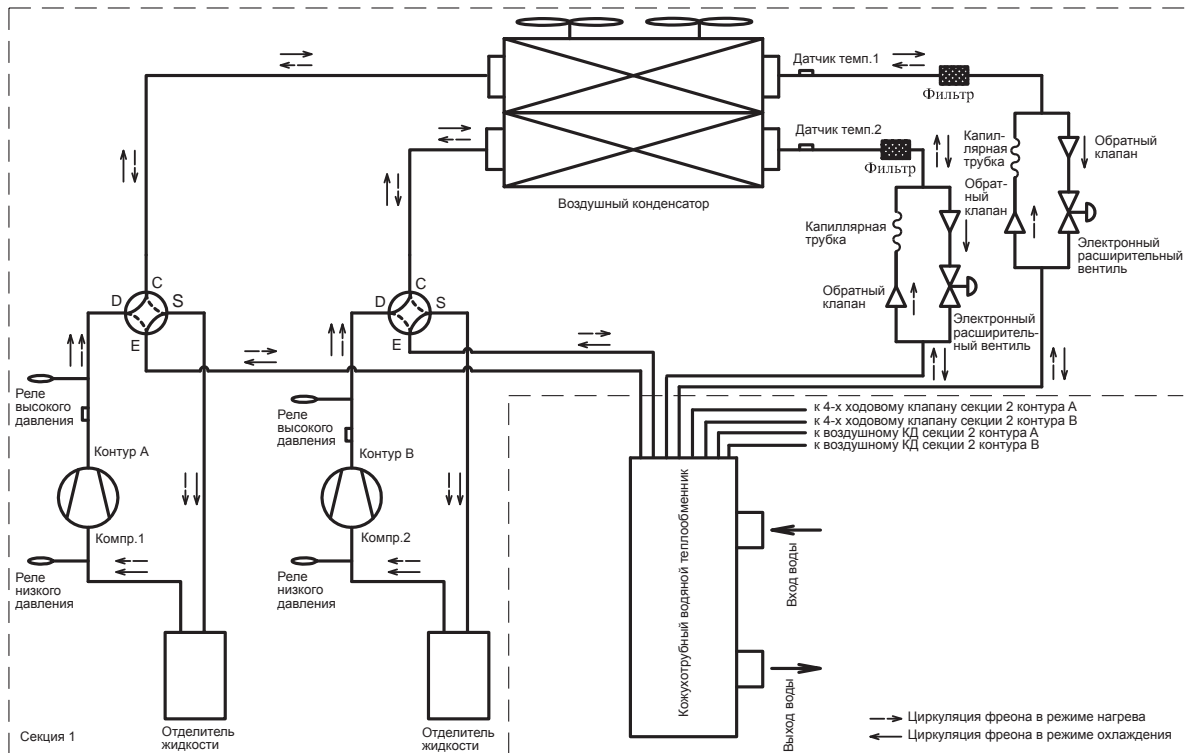 Датчик темп.1
Фильтр
Датчик темп.2
Фильтр
Воздушный конденсатор
Капил-
лярная
трубка
Обратный
клапан
Обрат-
ный
клапан
Электронный
расширительный
вентиль
Капиллярная
трубка
Обратный
клапан
Электронный
расширитель-
ный вентиль
C
D
S
E
C
D
S
E
Реле
высокого
давления
Реле
высокого
давления
Контур А
Контур В
Компр.1
Компр.2
Реле
низкого
давления
Реле
низкого
давления
Отделитель
жидкости
Отделитель
жидкости
Секция 1
к 4-х ходовому клапану секции 2 контура А
к 4-х ходовому клапану секции 2 контура В
к воздушному КД секции 2 контура А
к воздушному КД секции 2 контура В
Кожухотрубный водяной теплообменник
Вход воды
Выход воды
Циркуляция фреона в режиме нагрева
Циркуляция фреона в режиме охлаждения